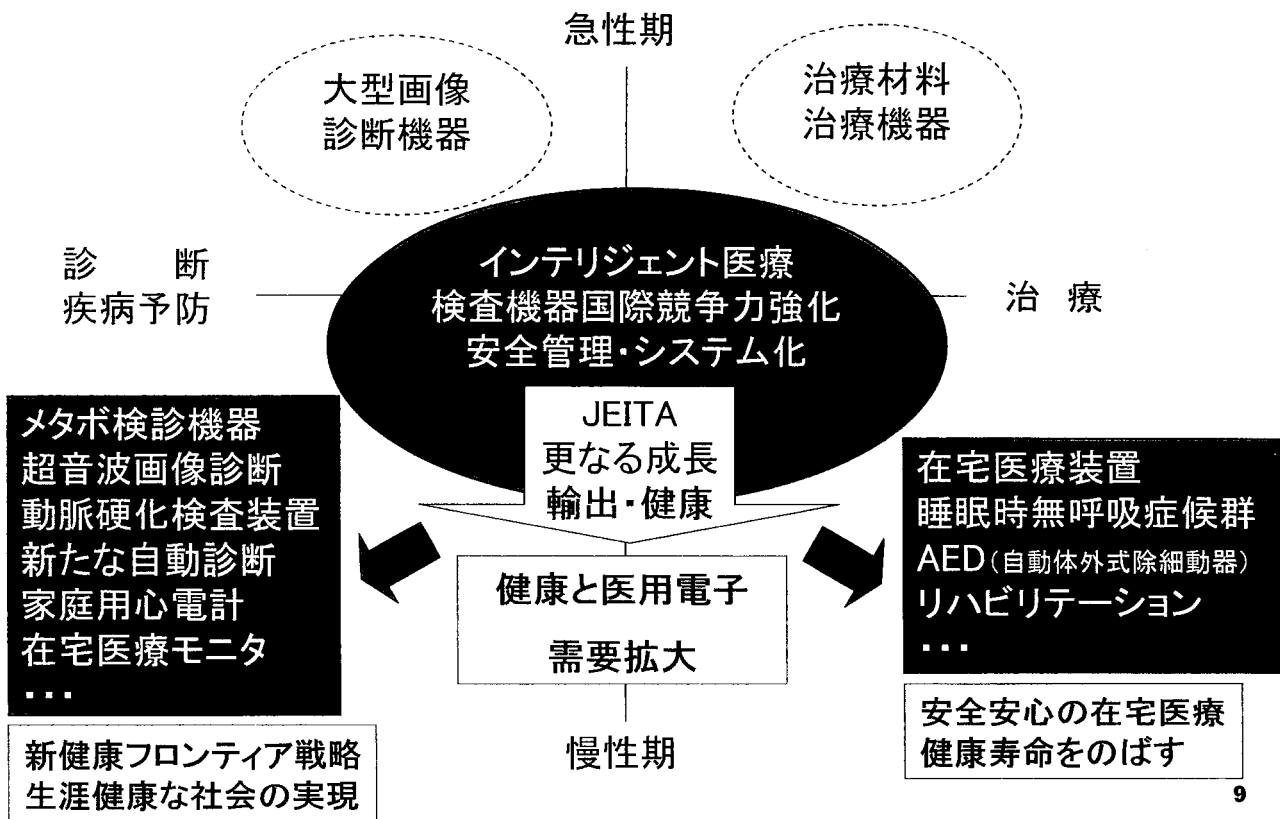 急性期
大型画像
診断機器
治療材料
治療機器
診　断
疾病予防
インテリジェント医療
検査機器国際競争力強化
安全管理・システム化
治 療
JEITA
更なる成長
輸出・健康
メタボ検診機器
超音波画像診断
動脈硬化検査装置
新たな自動診断
家庭用心電計
在宅医療モニタ
・・・
健康と医用電子
需要拡大
在宅医療装置
睡眠時無呼吸症候群
AED（自動体外式除細動器）
リハビリテーション
・・・
新健康フロンティア戦略
生涯健康な社会の実現
慢性期
安全安心の在宅医療
健康寿命をのばす
9